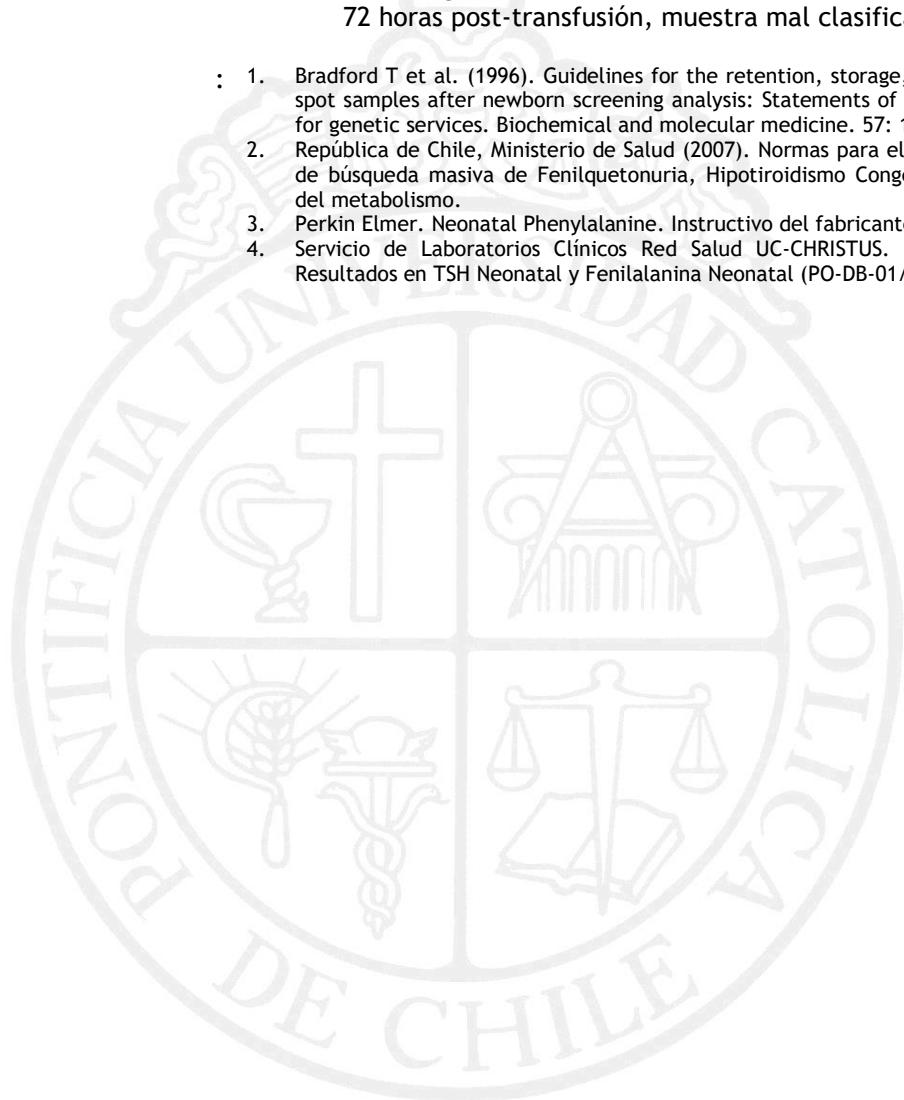 72 horas post-transfusión, muestra mal
: 1. Bradford T et al. (1996). Guidelines for the retention, storage,
spot samples after newborn screening analysis: Statements of
for genetic services. Biochemical and molecular medicine. 57:
2. República de Chile, Ministerio de Salud (2007). Normas para el
de búsqueda masiva de Fenilquetonuria, Hipotiroidismo
del metabolismo.
3. Perkin Elmer. Neonatal Phenylalanine. Instructivo del fabricante
4. Servicio de Laboratorios Clínicos Red Salud UC-CHRISTUS.
Resultados en TSH Neonatal y Fenilalanina Neonatal (PO-DB-01/
PONTIFICIA UNIVERSIDAD CATOLICA
DE CHILE